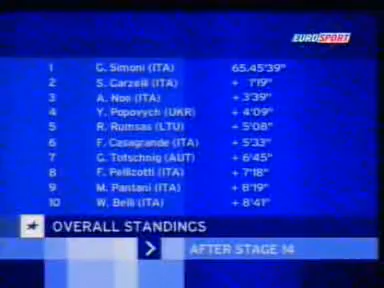 EUROSPORT
1 G. Simoni (ITA) 65.45'39"
2 S. Garzelli (ITA) + 1'19"
3 A. Noe (ITA) + 3'39"
4 Y. Popovych (UKR) + 4'09"
5 R. Rumsas (LTU) + 5'08"
6 F. Casagrande (ITA) + 5'33"
7 G. Totschnig (AUT) + 6'45"
8 F. Pellizotti (ITA) + 7'18"
9 M. Pantani (ITA) + 8'19"
10 W. Belli (ITA) + 8'41"
OVERALL STANDINGS
> AFTER STAGE 14